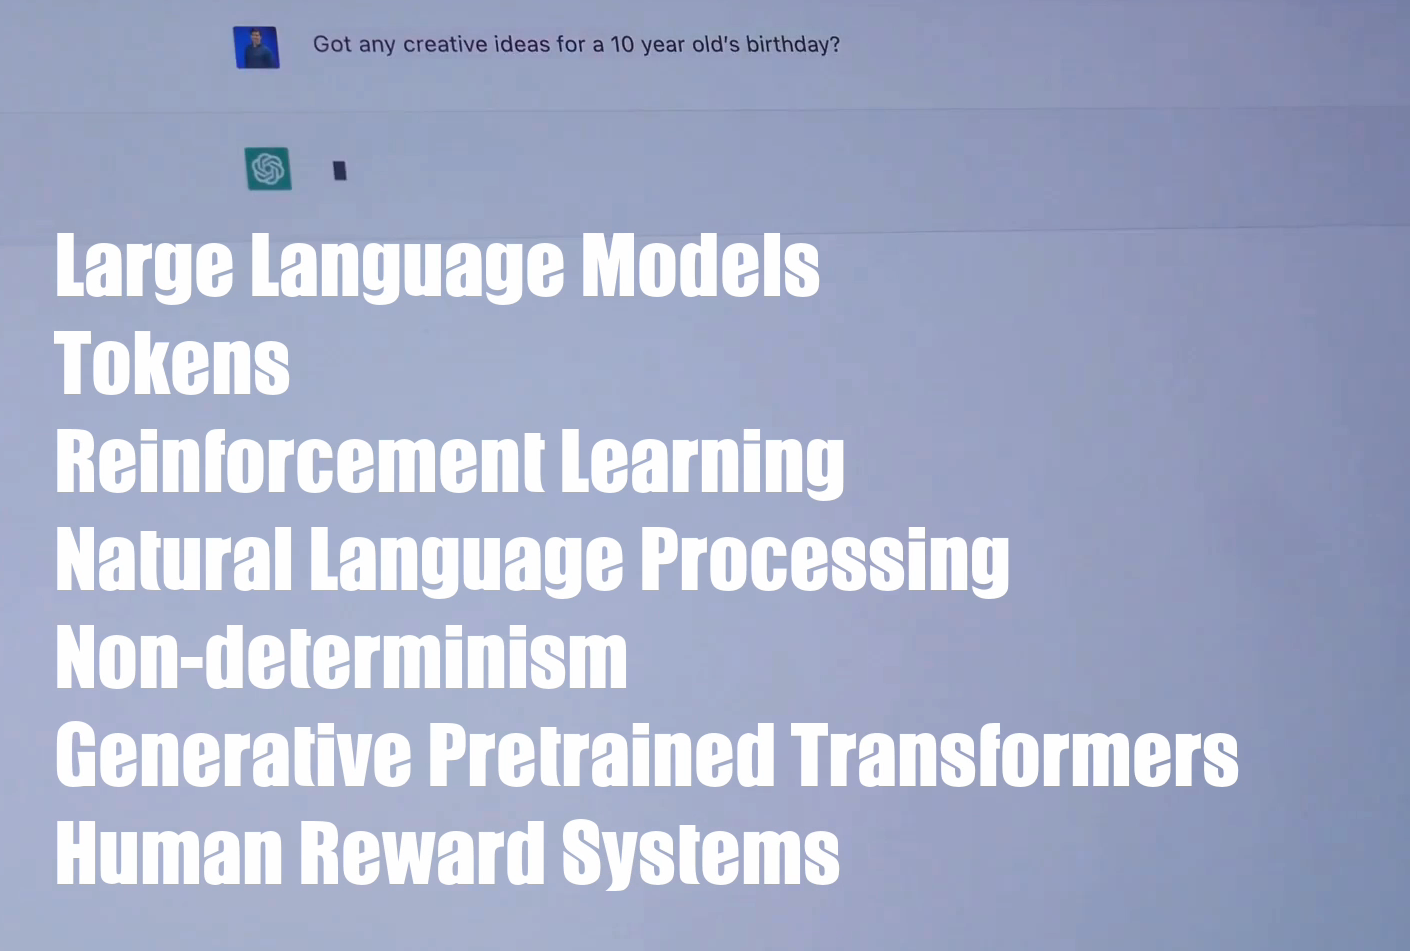 Got any creative ideas for a 10 year old's birthday?
Large Language Models
Tokens
Reinforcement Learning
Natural Language Processing
Non-determinism
Generative Pretrained Transformers
Human Reward Systems